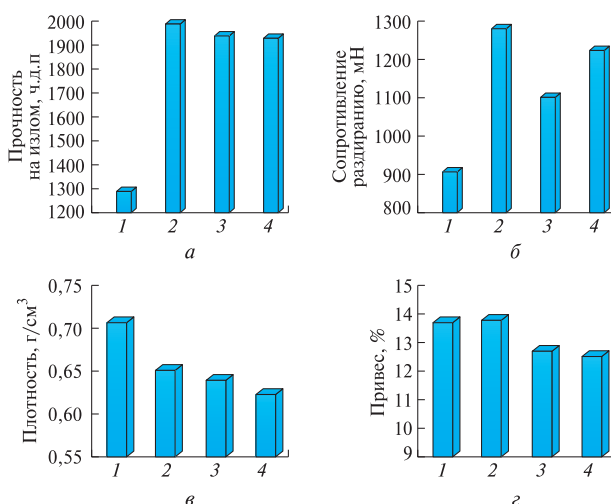 Прочность
на излом, ч.д.п
2000
1900
1800
1700
1600
1500
1400
1300
1200
1 2 3 4
а
Сопротивление
раздиранию, мН
1300
1200
1100
1000
900
800
1 2 3 4
б
Плотность, г/см³
0,75
0,70
0,65
0,60
0,55
1 2 3 4
в
Привес, %
15
14
13
12
11
10
9
1 2 3 4
г